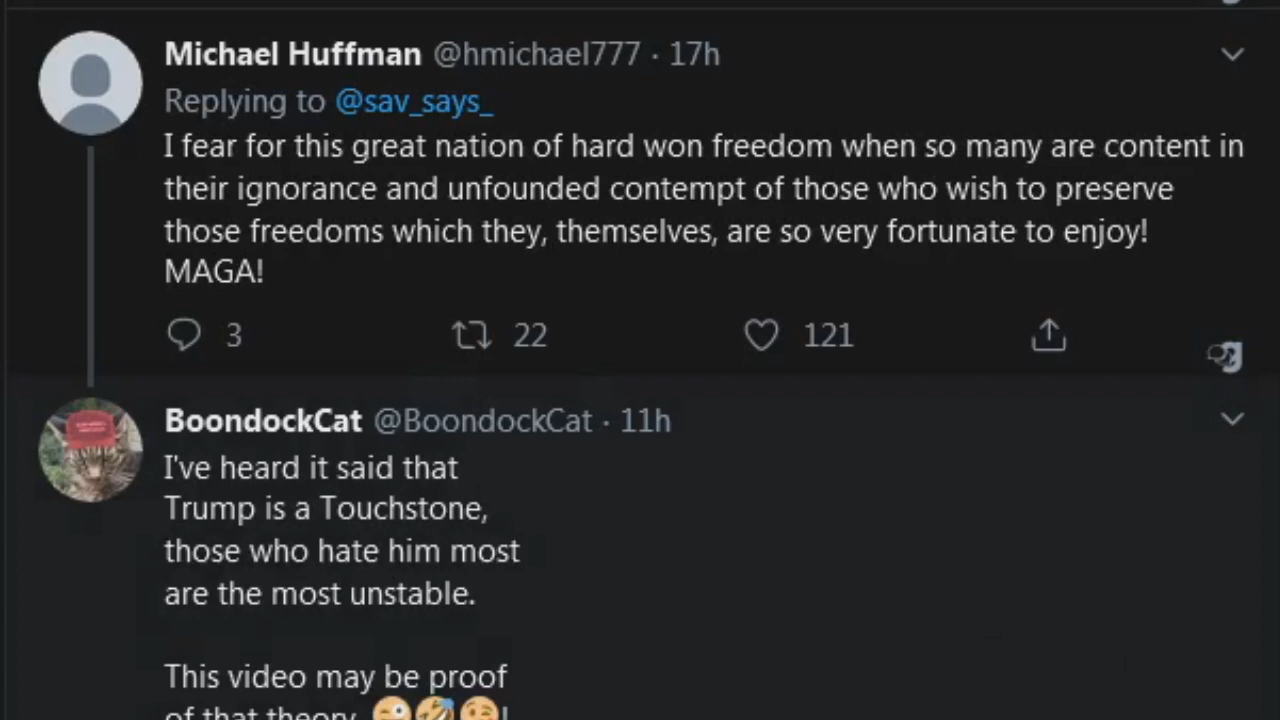 Michael Huffman @hmichael777 · 17h
Replying to @sav_says_
I fear for this great nation of hard won freedom when so many are content in
their ignorance and unfounded contempt of those who wish to preserve
those freedoms which they, themselves, are so very fortunate to enjoy!
MAGA!
3 22 121
BoondockCat @BoondockCat · 11h
I've heard it said that
Trump is a Touchstone,
those who hate him most
are the most unstable.
This video may be proof
of that theory 😜🤣😉!